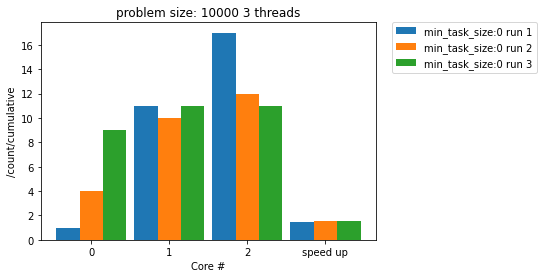 problem size: 10000 3 threads
min_task_size:0 run 1
min_task_size:0 run 2
min_task_size:0 run 3
/count/cumulative
16
14
12
10
8
6
4
2
0
0 1 2 speed up
Core #